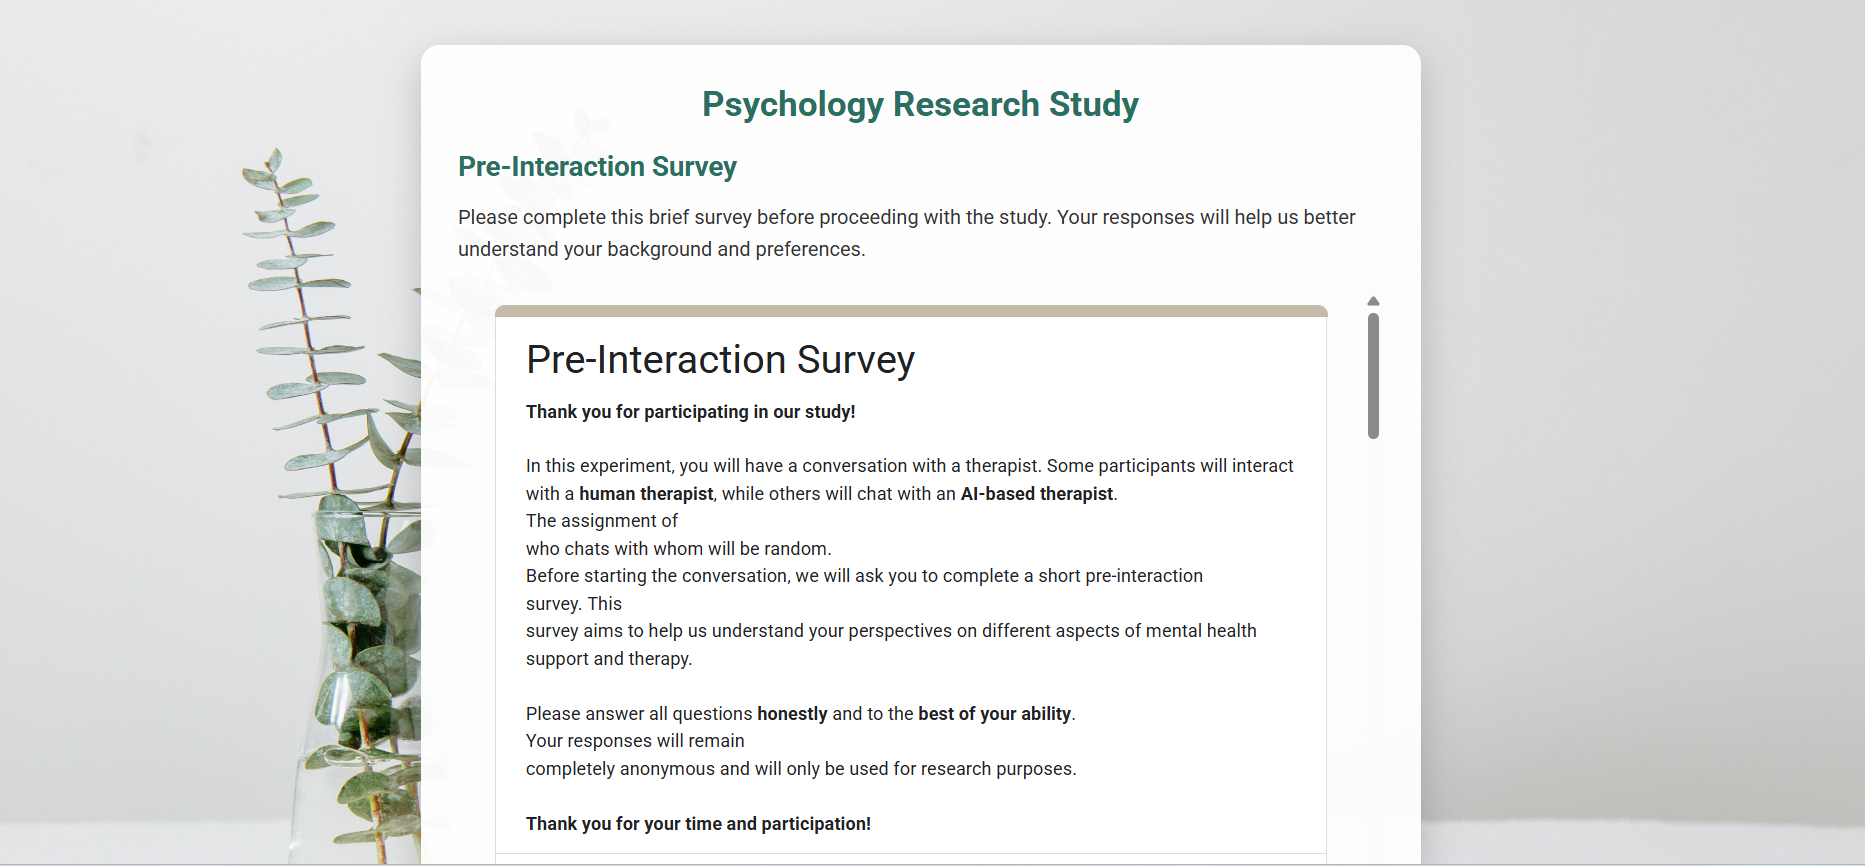 Psychology Research Study
Pre-Interaction Survey
Please complete this brief survey before proceeding with the study. Your responses will help us better
understand your background and preferences.
Pre-Interaction Survey
Thank you for participating in our study!
In this experiment, you will have a conversation with a therapist. Some participants will interact
with a human therapist, while others will chat with an AI-based therapist.
The assignment of
who chats with whom will be random.
Before starting the conversation, we will ask you to complete a short pre-interaction
survey. This
survey aims to help us understand your perspectives on different aspects of mental health
support and therapy.
Please answer all questions honestly and to the best of your ability.
Your responses will remain
completely anonymous and will only be used for research purposes.
Thank you for your time and participation!